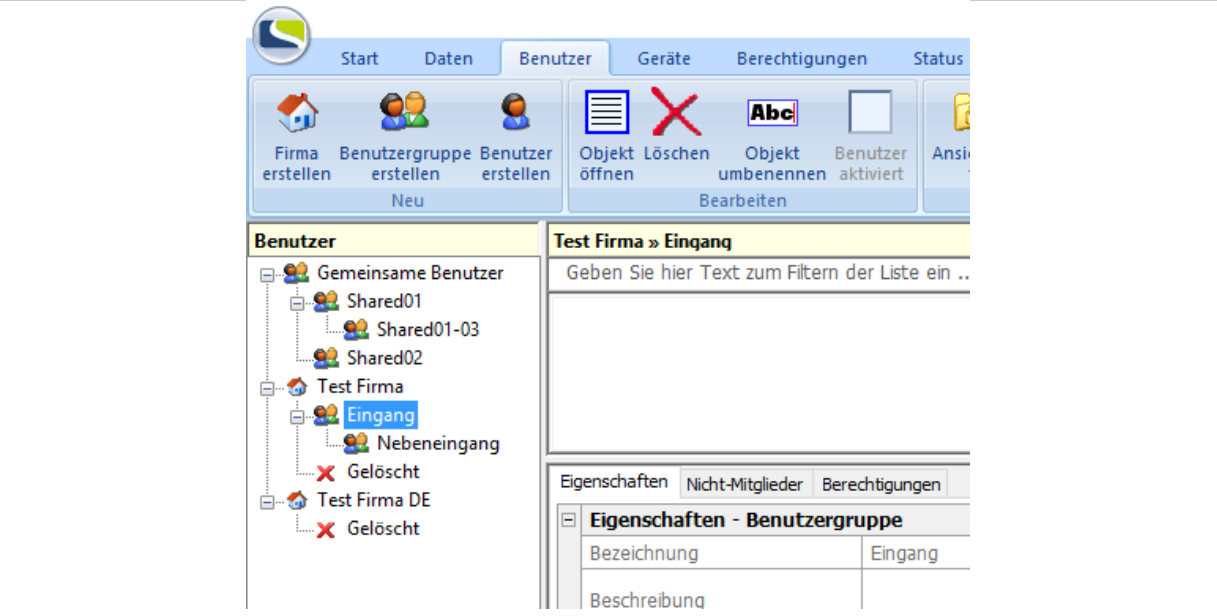 Start Daten Benutzer Geräte Berechtigungen Status
Firma erstellen
Benutzergruppe erstellen
Benutzer erstellen
Objekt öffnen
Löschen
Abc
Objekt umbenennen
Benutzer aktiviert
Neu
Bearbeiten
Benutzer
Gemeinsame Benutzer
Shared01
Shared01-03
Shared02
Test Firma
Eingang
Nebeneingang
Gelöscht
Test Firma DE
Gelöscht
Test Firma » Eingang
Geben Sie hier Text zum Filtern der Liste ein ..
Eigenschaften Nicht-Mitglieder Berechtigungen
Eigenschaften - Benutzergruppe
Bezeichnung Eingang
Beschreibung